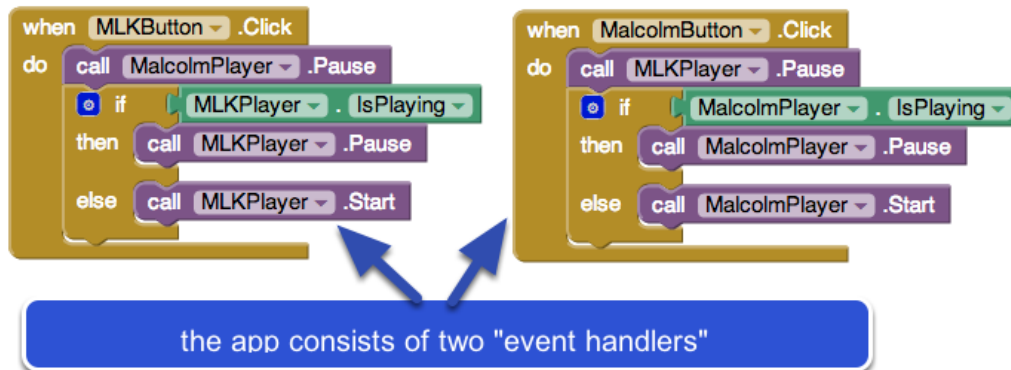 when MLKButton .Click
do call MalcolmPlayer .Pause
if MLKPlayer . IsPlaying
then call MLKPlayer .Pause
else call MLKPlayer .Start
when MalcolmButton .Click
do call MLKPlayer .Pause
if MalcolmPlayer . IsPlaying
then call MalcolmPlayer .Pause
else call MalcolmPlayer .Start
the app consists of two "event handlers"